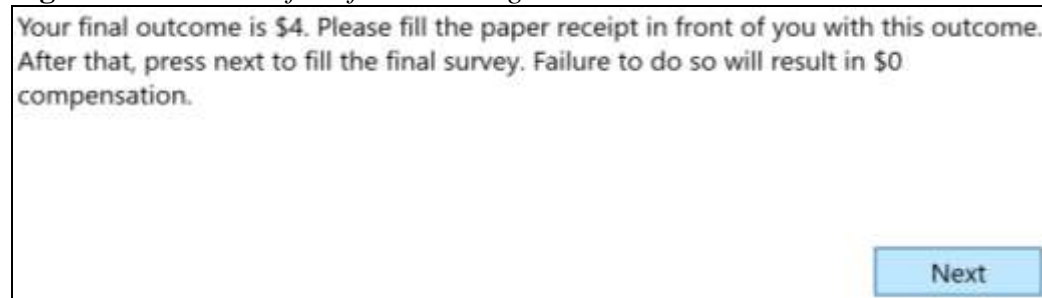 Your final outcome is $4. Please fill the paper receipt in front of you with this outcome.
After that, press next to fill the final survey. Failure to do so will result in $0
compensation.
Next